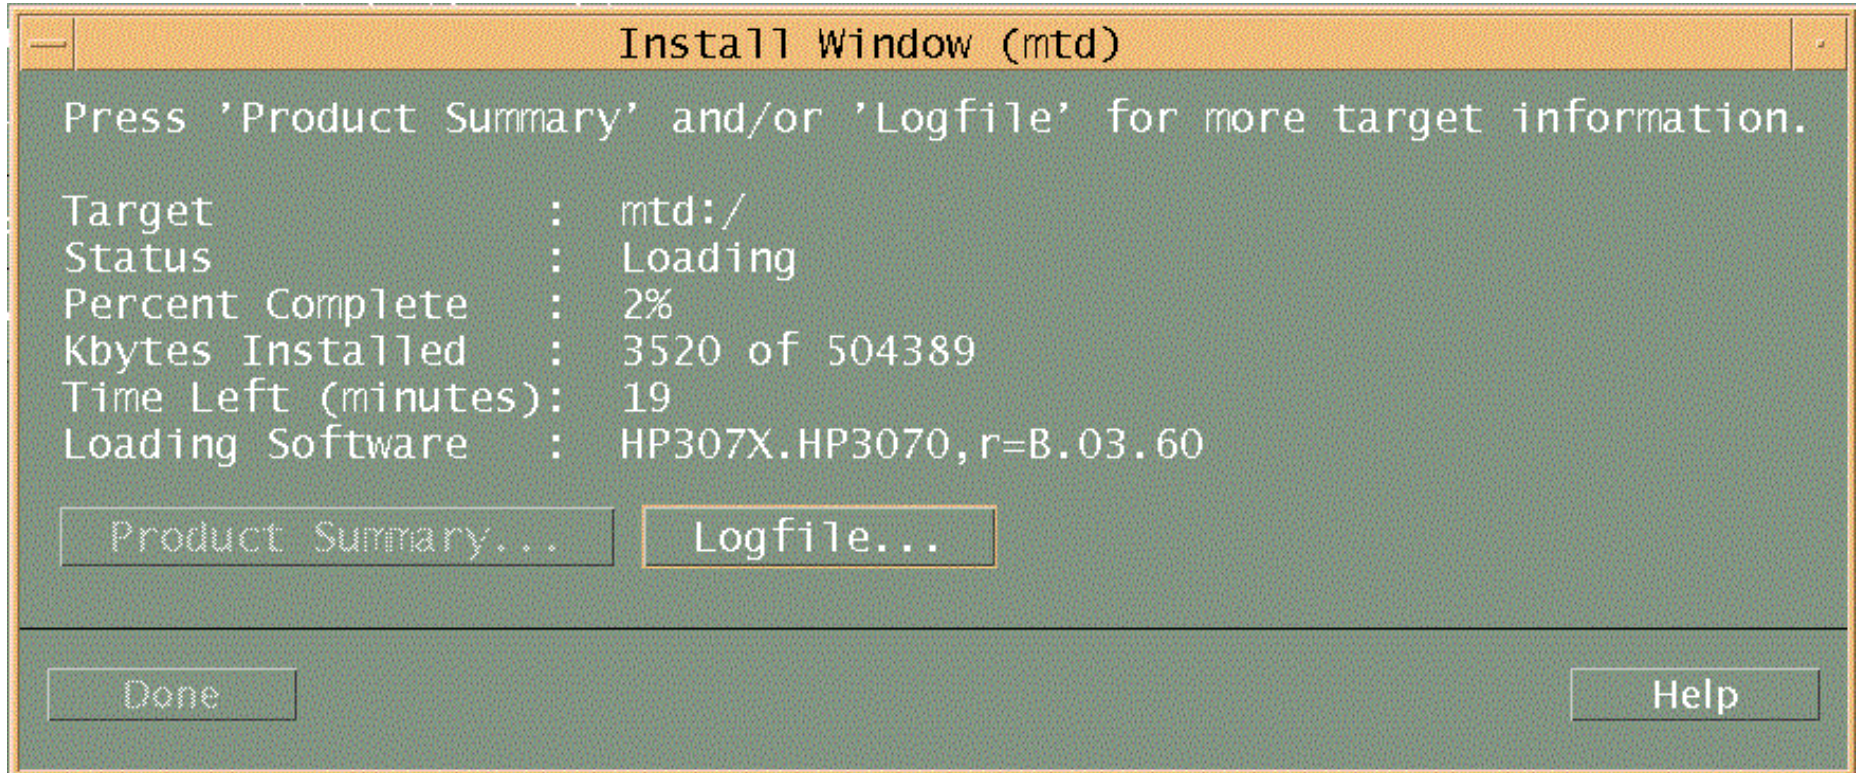 Install Window (mtd)
Press 'Product Summary' and/or 'Logfile' for more target information.
Target : mtd:/
Status : Loading
Percent Complete : 2%
Kbytes Installed : 3520 of 504389
Time Left (minutes): 19
Loading Software : HP307X.HP3070,r=B.03.60
Product Summary... Logfile...
Done Help